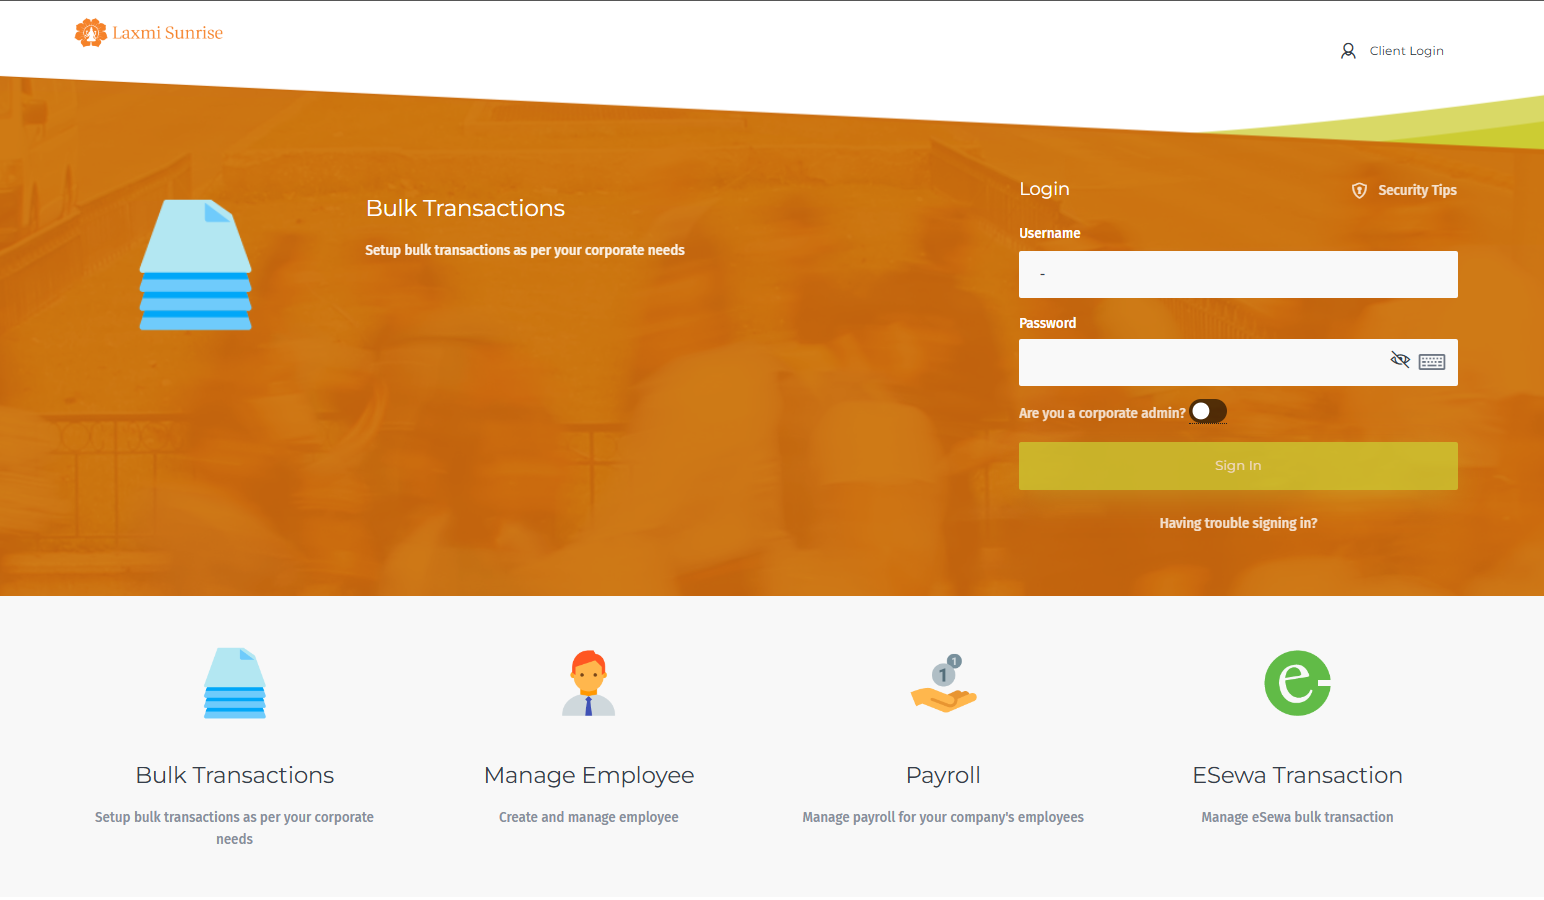 Laxmi Sunrise
Client Login
Bulk Transactions
Setup bulk transactions as per your corporate needs
Login
Security Tips
Username
-
Password
Are you a corporate admin?
Sign In
Having trouble signing in?
Bulk Transactions
Setup bulk transactions as per your corporate
needs
Manage Employee
Create and manage employee
1
1
Payroll
Manage payroll for your company's employees
e-
ESewa Transaction
Manage eSewa bulk transaction